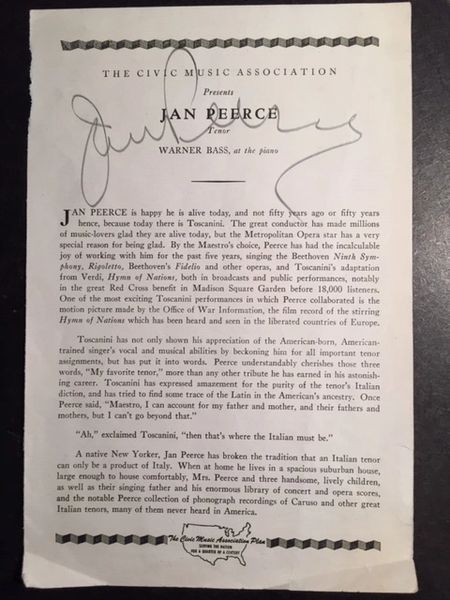 THE CIVIC MUSIC ASSOCIATION
Presents
JAN PEERCE
Tenor
WARNER BASS, at the piano
Jan Peerce
JAN PEERCE is happy he is alive today, and not fifty years ago or fifty years
hence, because today there is Toscanini. The great conductor has made millions
of music-lovers glad they are alive today, but the Metropolitan Opera star has a very
special reason for being glad. By the Maestro's choice, Peerce has had the incalculable
joy of working with him for the past five years, singing the Beethoven Ninth Sym-
phony, Rigoletto, Beethoven's Fidelio and other operas, and Toscanini's adaptation
from Verdi, Hymn of Nations, both in broadcasts and public performances, notably
in the great Red Cross benefit in Madison Square Garden before 18,000 listeners.
One of the most exciting Toscanini performances in which Peerce collaborated is the
motion picture made by the Office of War Information, the film record of the stirring
Hymn of Nations which has been heard and seen in the liberated countries of Europe.
Toscanini has not only shown his appreciation of the American-born, American-
trained singer's vocal and musical abilities by beckoning him for all important tenor
assignments, but has put it into words. Peerce understandably cherishes those three
words, "My favorite tenor," more than any other tribute he has earned in his astonish-
ing career. Toscanini has expressed amazement for the purity of the tenor's Italian
diction, and has tried to find some trace of the Latin in the American's ancestry. Once
Peerce said, "Maestro, I can account for my father and mother, and their fathers and
mothers, but I can't go beyond that."
"Ah," exclaimed Toscanini, "then that's where the Italian must be."
A native New Yorker, Jan Peerce has broken the tradition that an Italian tenor
can only be a product of Italy. When at home he lives in a spacious suburban house,
large enough to house comfortably, Mrs. Peerce and three handsome, lively children,
as well as their singing father and his enormous library of concert and opera scores,
and the notable Peerce collection of phonograph recordings of Caruso and other great
Italian tenors, many of them never heard in America.
The Civic Music Association Plan
SERVING THE NATION
FOR A QUARTER OF A CENTURY